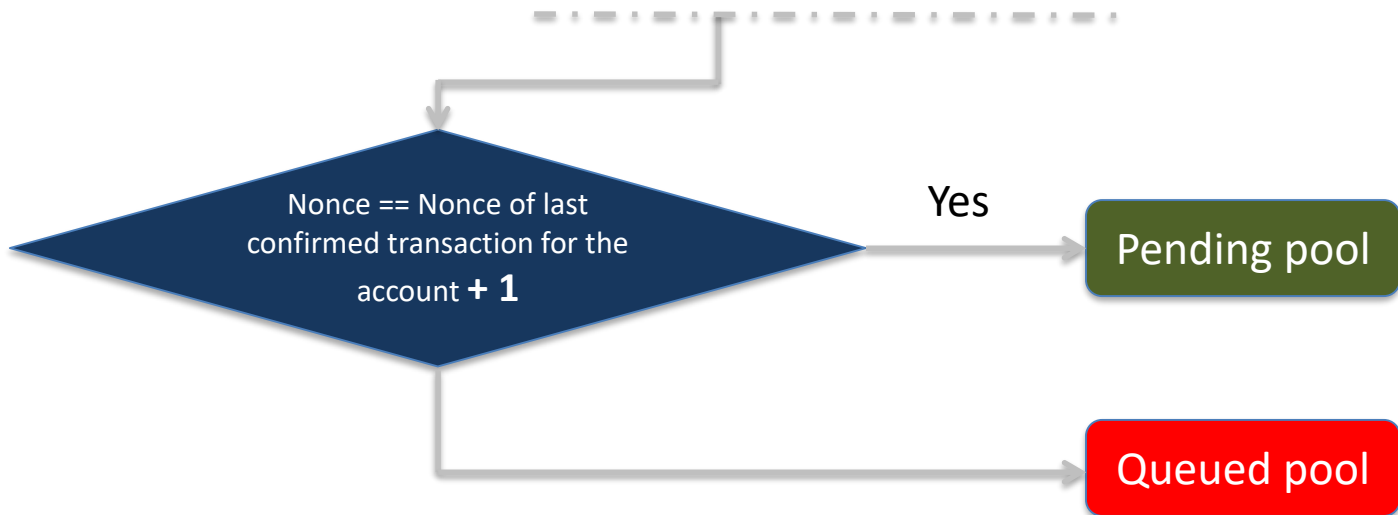 Nonce == Nonce of last
confirmed transaction for the
account + 1
Yes
Pending pool
Queued pool